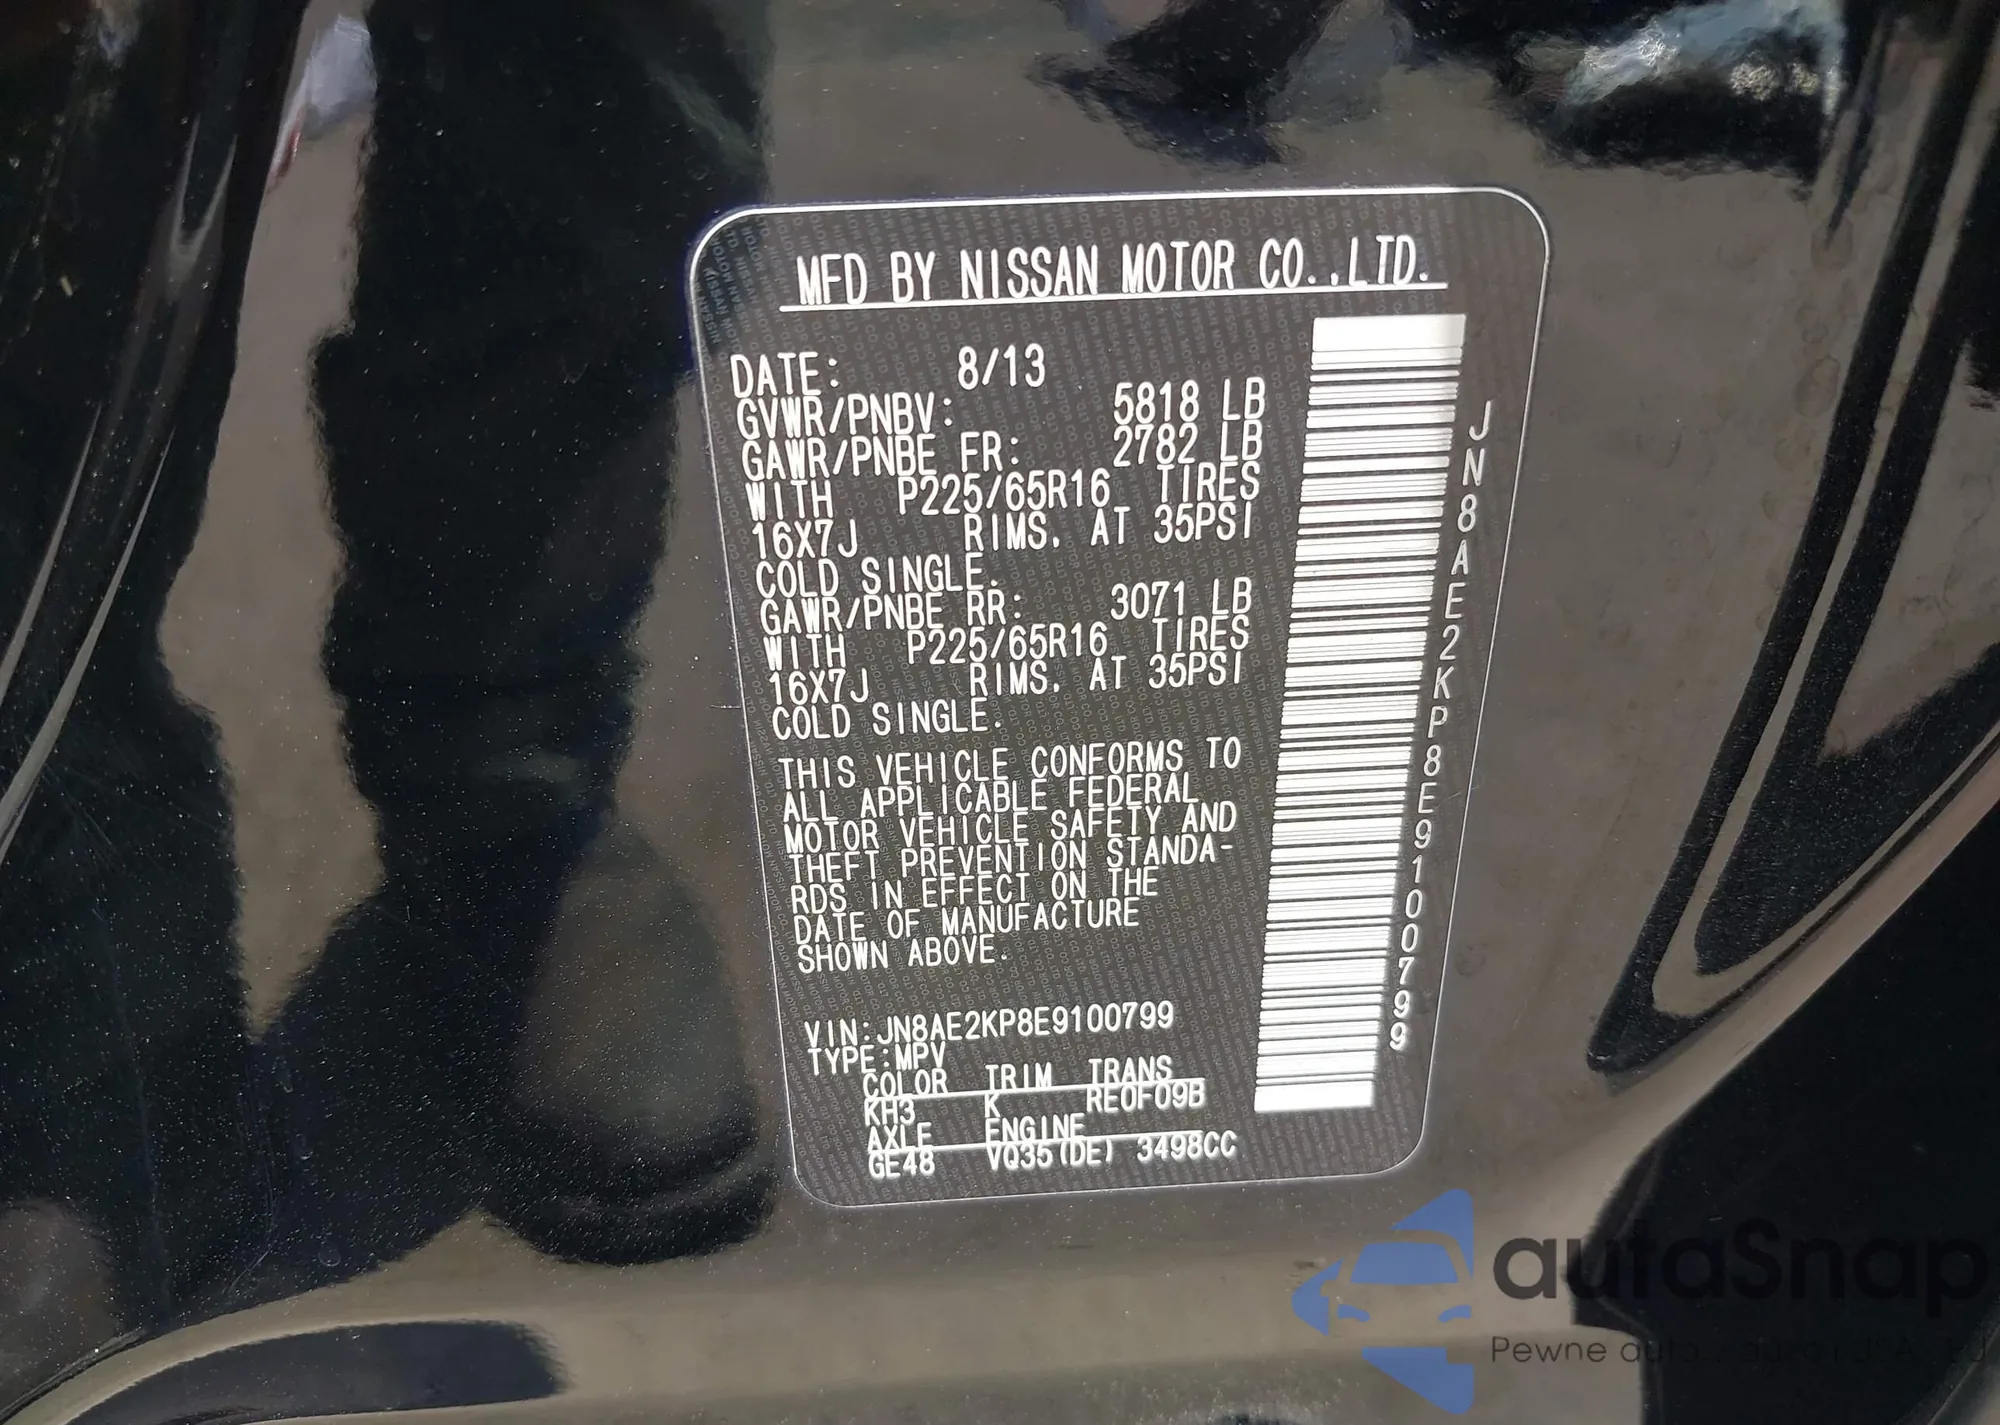 MFD BY NISSAN MOTOR CO.,LTD.
DATE: 8/13
GVWR/PNBV: 5818 LB
GAWR/PNBE FR: 2782 LB
WITH P225/65R16 TIRES
16X7J RIMS. AT 35PSI
COLD SINGLE.
GAWR/PNBE RR: 3071 LB
WITH P225/65R16 TIRES
16X7J RIMS. AT 35PSI
COLD SINGLE.
THIS VEHICLE CONFORMS TO
ALL APPLICABLE FEDERAL
MOTOR VEHICLE SAFETY AND
THEFT PREVENTION STANDA-
RDS IN EFFECT ON THE
DATE OF MANUFACTURE
SHOWN ABOVE.
VIN:JN8AE2KP8E9100799
TYPE:MPV
COLOR TRIM TRANS
KH3 K RE0F09B
AXLE ENGINE
GE48 VQ35(DE) 3498CC
JN8AE2KP8E9100799
autaSnap
Pewne auto z